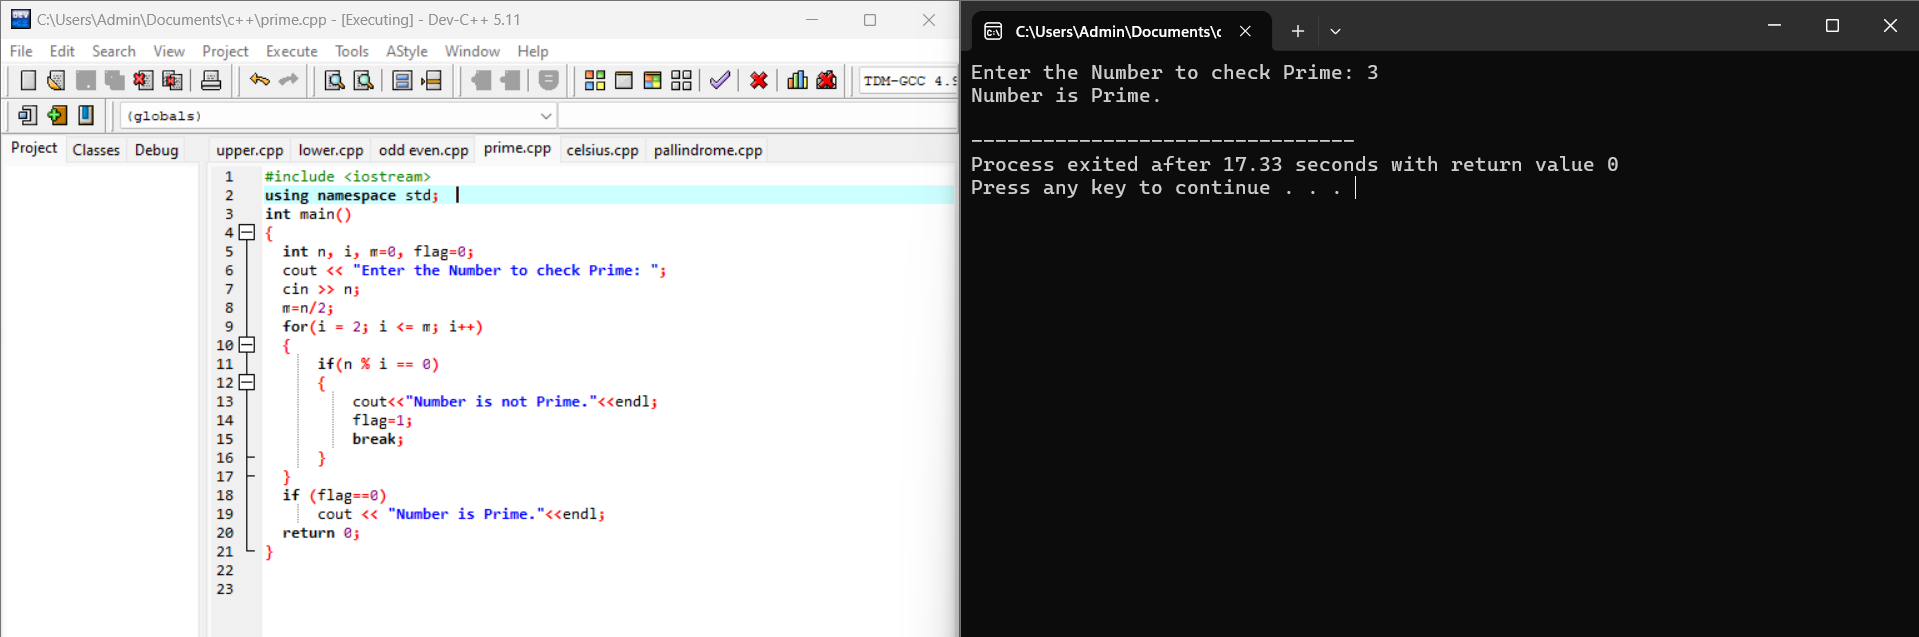 C:\Users\Admin\Documents\c++\prime.cpp - [Executing] - Dev-C++ 5.11
File Edit Search View Project Execute Tools AStyle Window Help
TDM-GCC 4.9
(globals)
Project Classes Debug
upper.cpp lower.cpp odd even.cpp prime.cpp celsius.cpp pallindrome.cpp
1 #include <iostream>
2 using namespace std;
3 int main()
4 {
5 int n, i, m=0, flag=0;
6 cout << "Enter the Number to check Prime: ";
7 cin >> n;
8 m=n/2;
9 for(i = 2; i <= m; i++)
10 {
11 if(n % i == 0)
12 {
13 cout<<"Number is not Prime."<<endl;
14 flag=1;
15 break;
16 }
17 }
18 if (flag==0)
19 cout << "Number is Prime."<<endl;
20 return 0;
21 }
22
23
C:\Users\Admin\Documents\c
Enter the Number to check Prime: 3
Number is Prime.
--------------------------------
Process exited after 17.33 seconds with return value 0
Press any key to continue . . .